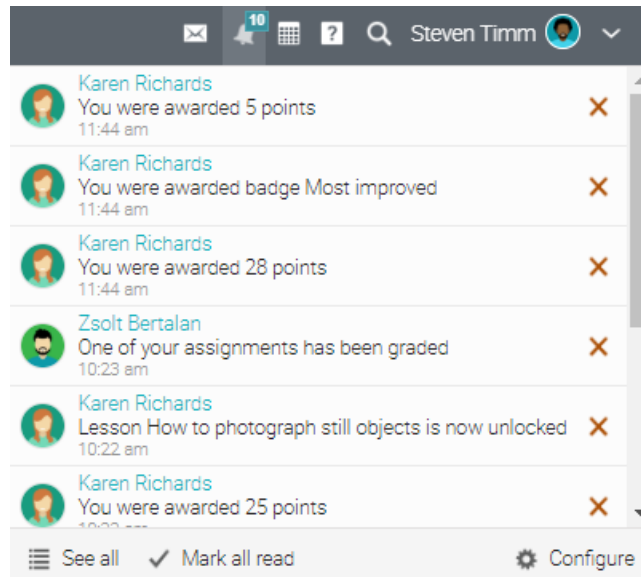 10
? Steven Timm
Karen Richards
You were awarded 5 points
11:44 am
Karen Richards
You were awarded badge Most improved
11:44 am
Karen Richards
You were awarded 28 points
11:44 am
Zsolt Bertalan
One of your assignments has been graded
10:23 am
Karen Richards
Lesson How to photograph still objects is now unlocked
10:22 am
Karen Richards
You were awarded 25 points
See all Mark all read Configure